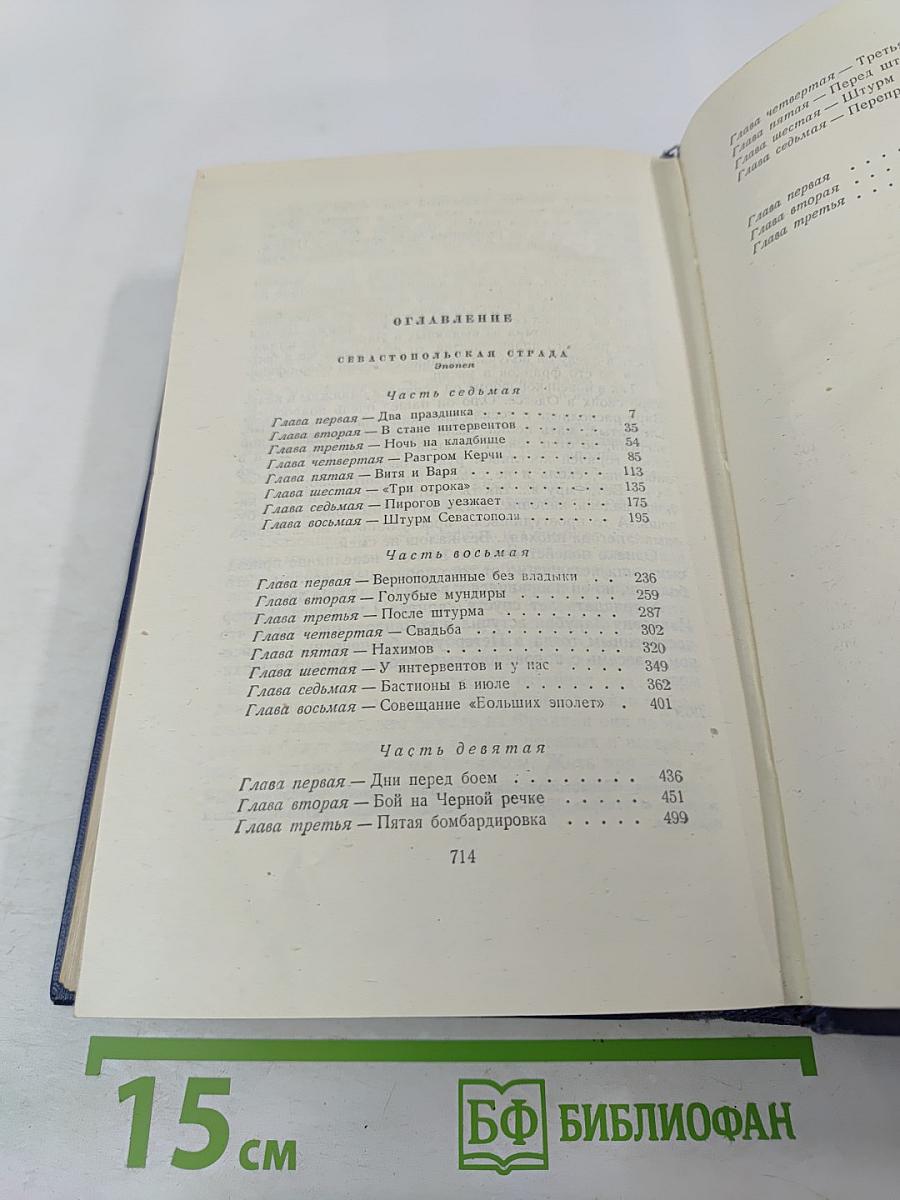 ОГЛАВЛЕНИЕ
СЕВАСТОПОЛЬСКАЯ СТРАДА
Эпопея
Часть седьмая
Глава первая — Два праздника . . . . . . . . . 7
Глава вторая — В стане интервентов . . . . . . 35
Глава третья — Ночь на кладбище . . . . . . 54
Глава четвертая — Разгром Керчи . . . . . . . 85
Глава пятая — Витя и Варя . . . . . . . . . . 113
Глава шестая — «Три отрока» . . . . . . . . . 135
Глава седьмая — Пирогов уезжает . . . . . . . 175
Глава восьмая — Штурм Севастополя . . . . . . 195
Часть восьмая
Глава первая — Верноподданные без владыки . . 236
Глава вторая — Голубые мундиры . . . . . . . 259
Глава третья — После штурма . . . . . . . . 287
Глава четвертая — Свадьба . . . . . . . . . . 302
Глава пятая — Нахимов . . . . . . . . . . . 320
Глава шестая — У интервентов и у нас . . . . 349
Глава седьмая — Бастионы в июле . . . . . . . 362
Глава восьмая — Совещание «Больших эполет» . 401
Часть девятая
Глава первая — Дни перед боем . . . . . . . . 436
Глава вторая — Бой на Черной речке . . . . . 451
Глава третья — Пятая бомбардировка . . . . . 499
714
Глава четвертая — Третья
Глава пятая — Перед
Глава шестая — Штурм
Глава седьмая —
Глава первая . . . .
Глава вторая . . .
Глава третья . . .
15 см
БФ БИБЛИОФАН